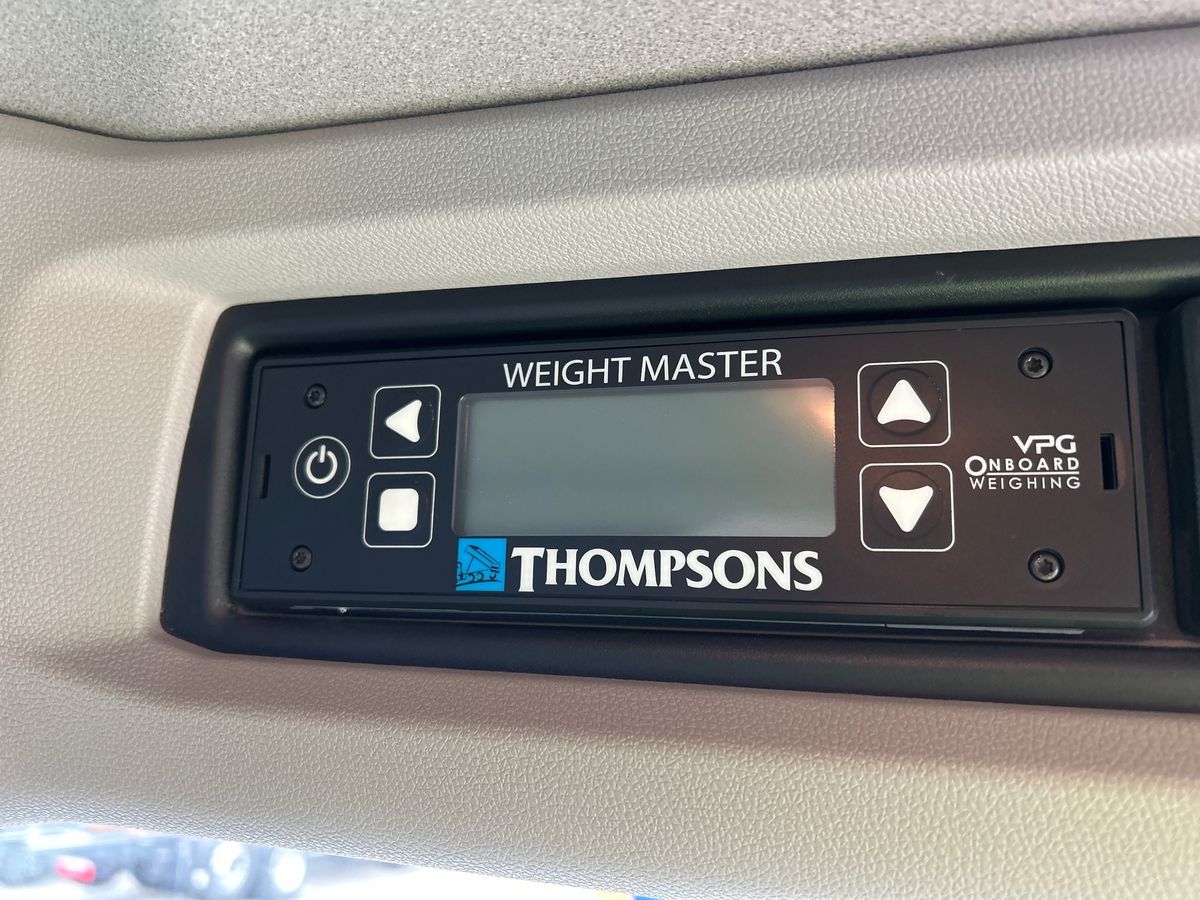 WEIGHT MASTER
VPG
ONBOARD
WEIGHING
THOMPSONS